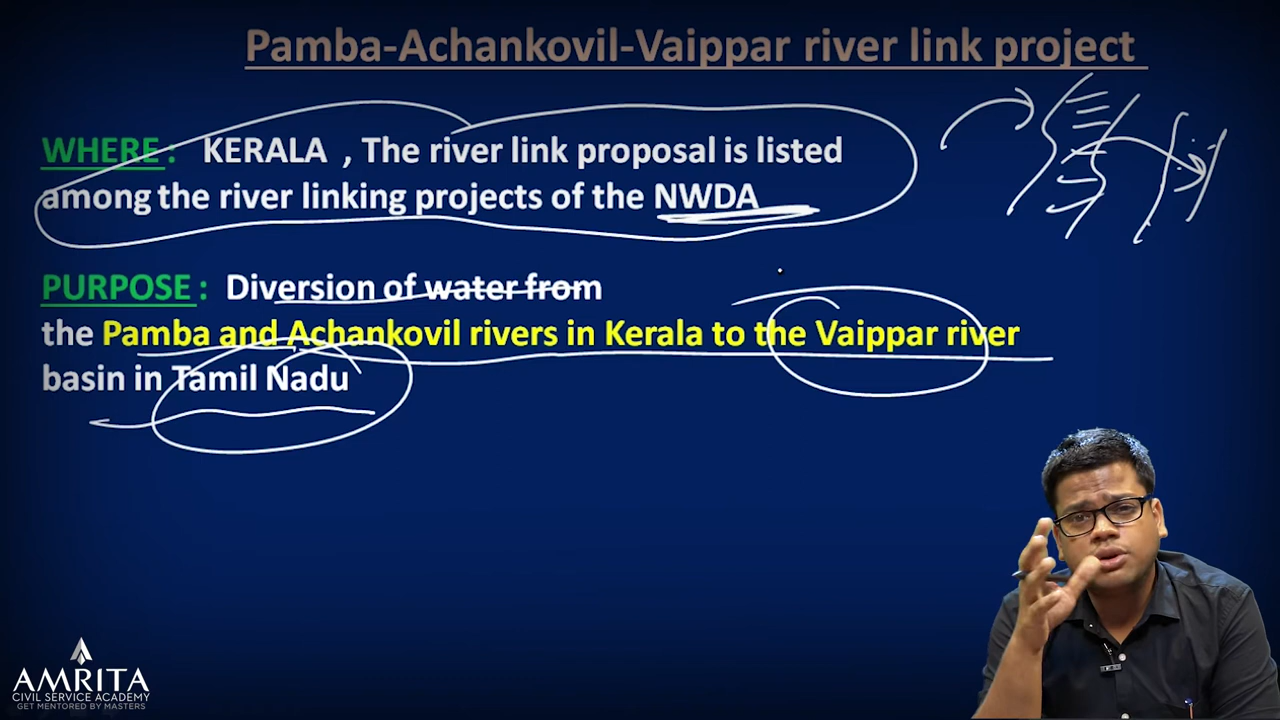 Pamba-Achankovil-Vaippar river link project
WHERE : KERALA , The river link proposal is listed
among the river linking projects of the NWDA
PURPOSE : Diversion of water from
the Pamba and Achankovil rivers in Kerala to the Vaippar river
basin in Tamil Nadu
AMRITA
CIVIL SERVICE ACADEMY
GET MENTORED BY MASTERS